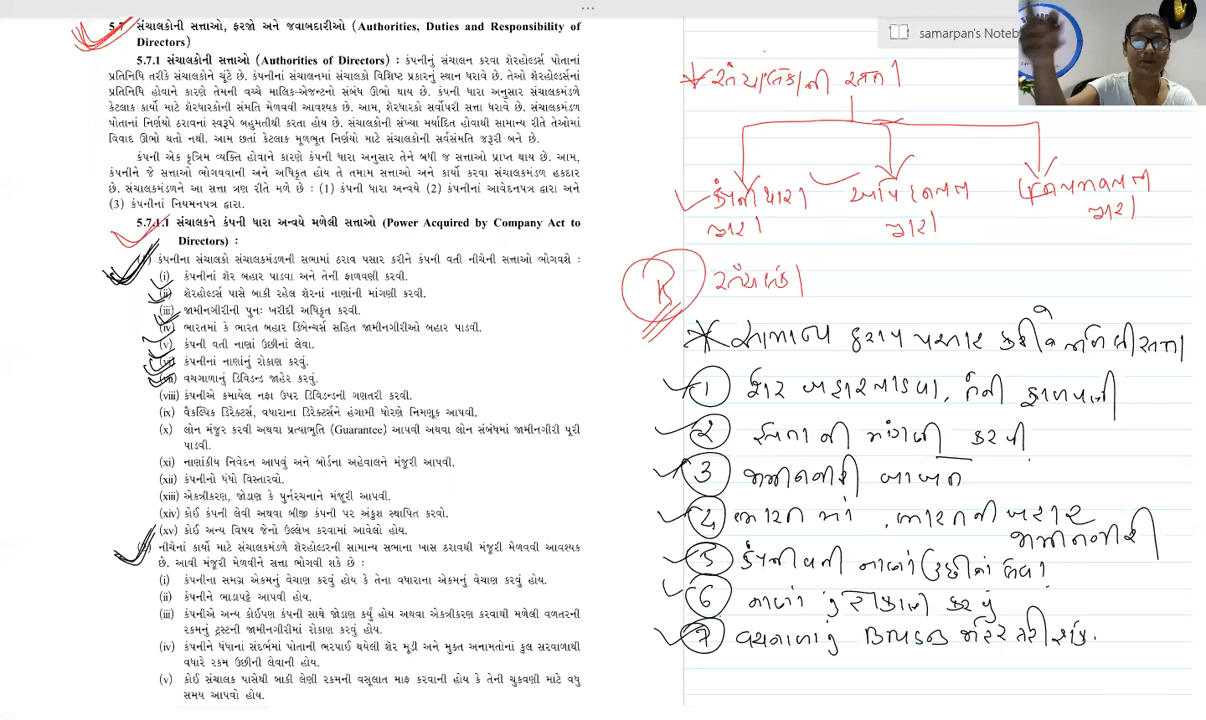 5.7 સંચાલકોની સત્તાઓ, ફરજો અને જવાબદારીઓ (Authorities, Duties and Responsibility of
Directors)
5.7.1 સંચાલકોની સત્તાઓ (Authorities of Directors) : કંપનીનું સંચાલન કરવા શેરહોલ્ડર્સ પોતાનાં
પ્રતિનિધિ તરીકે સંચાલકોને ચૂંટે છે. કંપનીનાં સંચાલનમાં સંચાલકો વિશિષ્ટ પ્રકારનું સ્થાન ધરાવે છે. તેઓ શેરહોલ્ડર્સનાં
પ્રતિનિધિ હોવાને કારણે તેમની વચ્ચે માલિક-એજન્ટનો સંબંધ ઊભો થાય છે. કંપની ધારા અનુસાર સંચાલકમંડળે
કેટલાક કાર્યો માટે શેરધારકોની સંમતિ મેળવવી આવશ્યક છે. આમ, શેરધારકો સર્વોપરી સત્તા ધરાવે છે. સંચાલકમંડળ
પોતાનાં નિર્ણયો ઠરાવનાં સ્વરૂપે બહુમતીથી કરતા હોય છે. સંચાલકોની સંખ્યા મર્યાદિત હોવાથી સામાન્ય રીતે તેઓમાં
વિવાદ ઊભો થતો નથી. આમ છતાં કેટલાક મૂળભૂત નિર્ણયો માટે સંચાલકોની સર્વસંમતિ જરૂરી બને છે.
કંપની એક કૃત્રિમ વ્યક્તિ હોવાને કારણે કંપની ધારા અનુસાર તેને બધી જ સત્તાઓ પ્રાપ્ત થાય છે. આમ,
કંપનીને જે સત્તાઓ ભોગવવાની અને અધિકૃત હોય તે તમામ સત્તાઓ અને કાર્યો કરવા સંચાલકમંડળ હકદાર
છે. સંચાલકમંડળને આ સત્તા ત્રણ રીતે મળે છે : (1) કંપની ધારા અન્વયે (2) કંપનીનાં આવેદનપત્ર દ્વારા અને
(3) કંપનીનાં નિયમનપત્ર દ્વારા.
5.7.1.1 સંચાલકને કંપની ધારા અન્વયે મળેલી સત્તાઓ (Power Acquired by Company Act to
Directors) :
કંપનીના સંચાલકો સંચાલકમંડળની સભામાં ઠરાવ પસાર કરીને કંપની વતી નીચેની સત્તાઓ ભોગવશે :
(i) કંપનીનાં શેર બહાર પાડવા અને તેની ફાળવણી કરવી.
(ii) શેરહોલ્ડર્સ પાસે બાકી રહેલ શેરનાં નાણાંની માંગણી કરવી.
(iii) જામીનગીરીની પુનઃ ખરીદી અધિકૃત કરવી.
(iv) ભારતમાં કે ભારત બહાર ડિબેન્ચર્સ સહિત જામીનગીરીઓ બહાર પાડવી.
(v) કંપની વતી નાણાં ઉછીનાં લેવા.
(vi) કંપનીનાં નાણાંનું રોકાણ કરવું.
(vii) વચગાળાનું ડિવિડન્ડ જાહેર કરવું.
(viii) કંપનીએ કમાયેલ નફા ઉપર ડિવિડન્ડની ગણતરી કરવી.
(ix) વૈકલ્પિક ડિરેક્ટર્સ, વધારાના ડિરેક્ટર્સને હંગામી ધોરણે નિમણૂક આપવી.
(x) લોન મંજૂર કરવી અથવા પ્રત્યાભૂતિ (Guarantee) આપવી અથવા લોન સંબંધમાં જામીનગીરી પૂરી
પાડવી.
(xi) નાણાંકીય નિવેદન આપવું અને બોર્ડના અહેવાલને મંજૂરી આપવી.
(xii) કંપનીનો ધંધો વિસ્તારવો.
(xiii) એકત્રીકરણ, જોડાણ કે પુર્નરચનાને મંજૂરી આપવી.
(xiv) કોઈ કંપની લેવી અથવા બીજી કંપની પર અંકુશ સ્થાપિત કરવો.
(xv) કોઈ અન્ય વિષય જેનો ઉલ્લેખ કરવામાં આવેલો હોય.
નીચેનાં કાર્યો માટે સંચાલકમંડળે શેરહોલ્ડરની સામાન્ય સભાના ખાસ ઠરાવથી મંજૂરી મેળવવી આવશ્યક
છે. આવી મંજૂરી મેળવીને સત્તા ભોગવી શકે છે :
(i) કંપનીના સમગ્ર એકમનું વેચાણ કરવું હોય કે તેના વધારાના એકમનું વેચાણ કરવું હોય.
(ii) કંપનીને ભાડાપટ્ટે આપવી હોય.
(iii) કંપનીએ અન્ય કોઈપણ કંપની સાથે જોડાણ કર્યું હોય અથવા એકત્રીકરણ કરવાથી મળેલી વળતરની
રકમનું ટ્રસ્ટની જામીનગીરીમાં રોકાણ કરવું હોય.
(iv) કંપનીને ધંધાનાં સંદર્ભમાં પોતાની ભરપાઈ થયેલી શેર મૂડી અને મુક્ત અનામતોનાં કુલ સરવાળાથી
વધારે રકમ ઉછીની લેવાની હોય.
(v) કોઈ સંચાલક પાસેથી બાકી લેણી રકમની વસૂલાત માફ કરવાની હોય કે તેની ચુકવણી માટે વધુ
સમય આપવો હોય.
samarpan's Noteb
સંચાલકોની સત્તા
કંપનીધારા દ્વારા
આવેદનપત્ર દ્વારા
નિયમનપત્ર દ્વારા
B સંચાલકો
* સામાન્ય ઠરાવ પસાર કરીને મળેલી સત્તા
1 શેર બહાર પાડવા, તેની ફાળવણી
2 હપ્તાની માંગણી કરવી
3 જામીનગીરી બાબત
4 ભારતમાં, ભારતની બહાર જામીનગીરી
5 કંપની વતી નાણાં ઉછીનાં લેવા
6 નાણાંનું રોકાણ કરવું
7 વચગાળાનું ડિવિડન્ડ જાહેર કરી શકે.